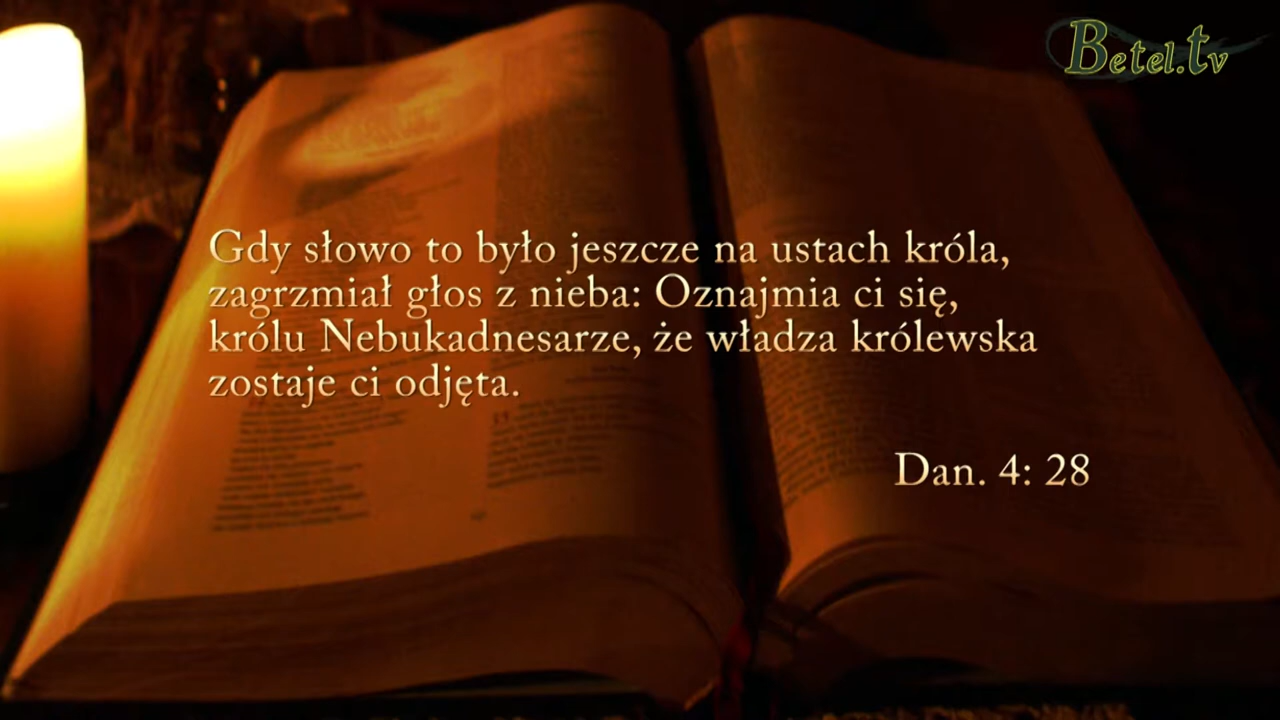 Betel.tv
Gdy słowo to było jeszcze na ustach króla,
zagrzmiał głos z nieba: Oznajmia ci się,
królu Nebukadnesarze, że władza królewska
zostaje ci odjęta.
Dan. 4: 28